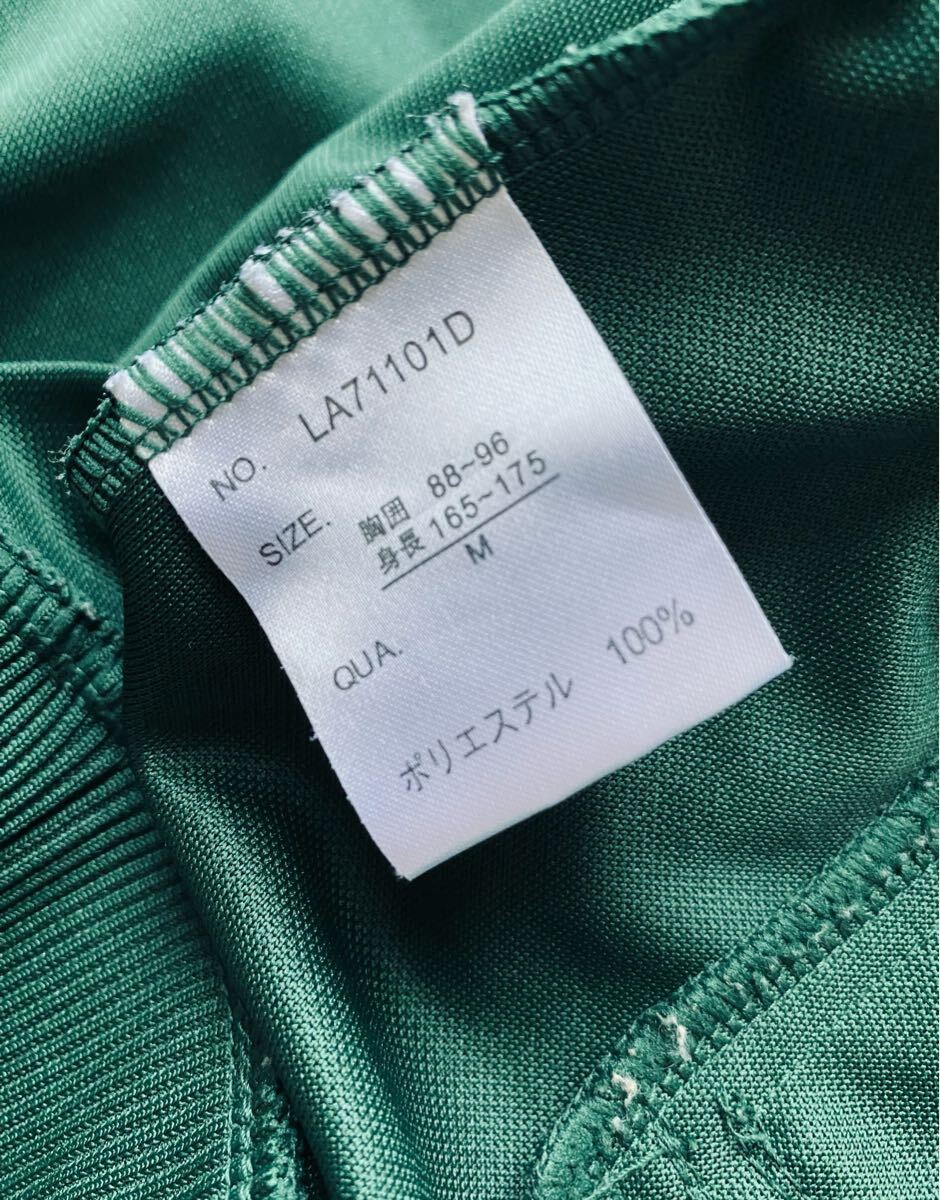 NO. LA71101D
SIZE. 胸囲 88~96
身長 165~175
M
QUA.
ポリエステル 100%